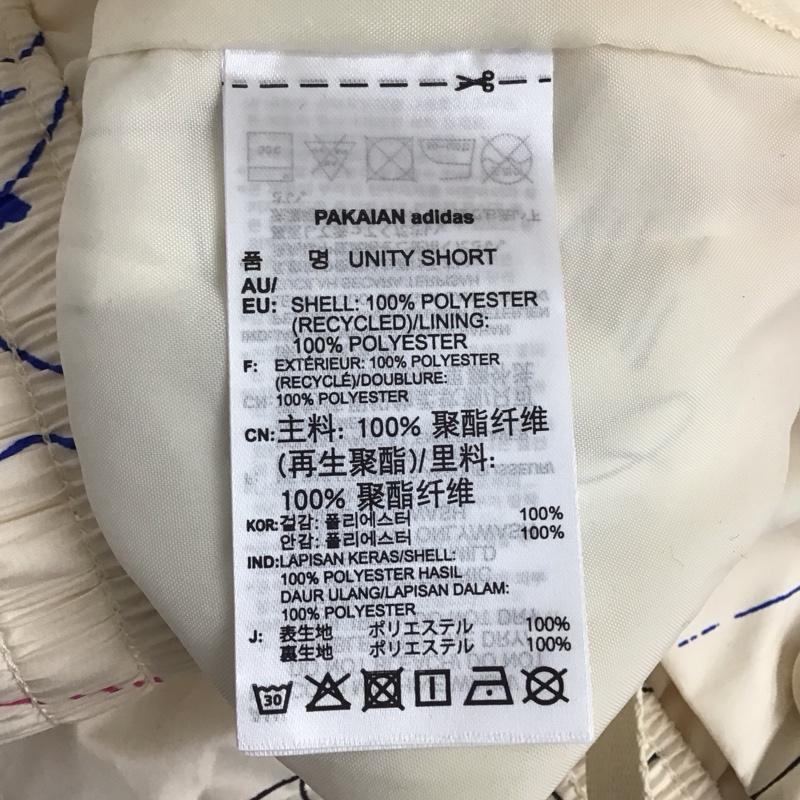 PAKAIAN adidas
품 명 UNITY SHORT
AU/
EU: SHELL: 100% POLYESTER
(RECYCLED)/LINING:
100% POLYESTER
F: EXTÉRIEUR: 100% POLYESTER
(RECYCLÉ)/DOUBLURE:
100% POLYESTER
CN: 主料: 100% 聚酯纤维
(再生聚酯)/里料:
100% 聚酯纤维
KOR: 겉감: 폴리에스터 100%
안감: 폴리에스터 100%
IND: LAPISAN KERAS/SHELL:
100% POLYESTER HASIL
DAUR ULANG/LAPISAN DALAM:
100% POLYESTER
J: 表生地 ポリエステル 100%
裏生地 ポリエステル 100%
30